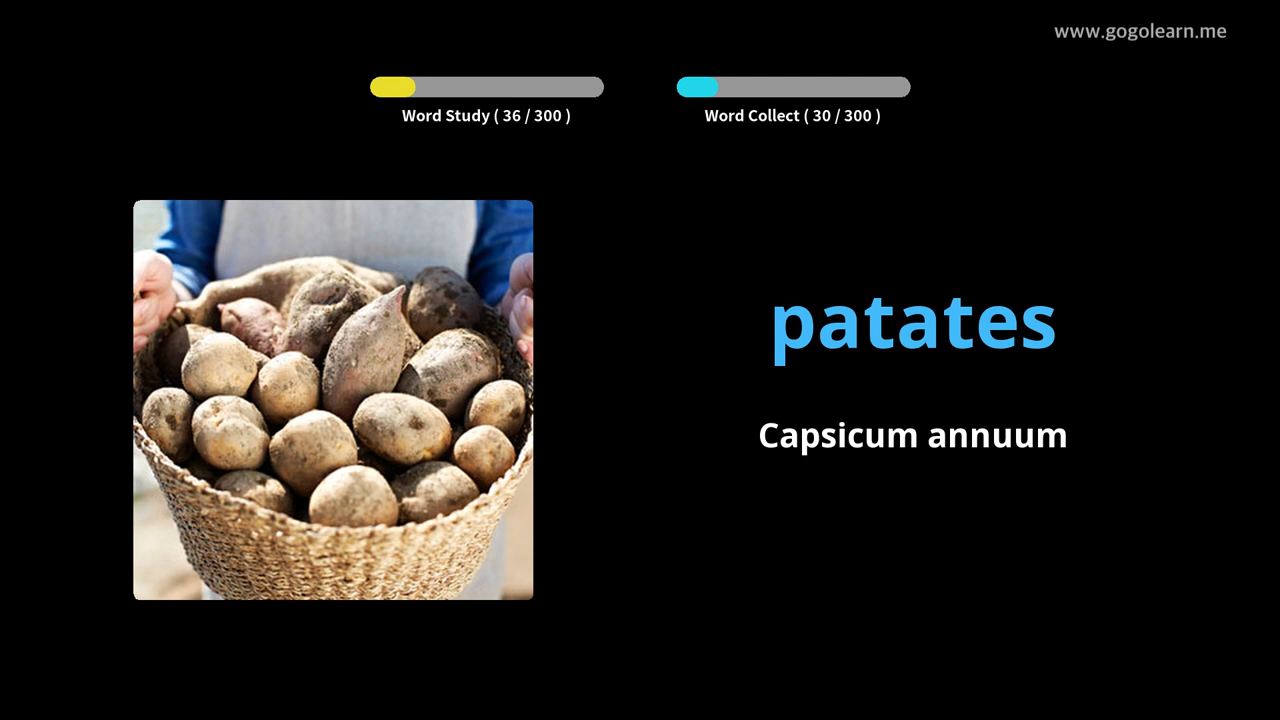 www.gogolearn.me
Word Study ( 36 / 300 )
Word Collect ( 30 / 300 )
patates
Capsicum annuum